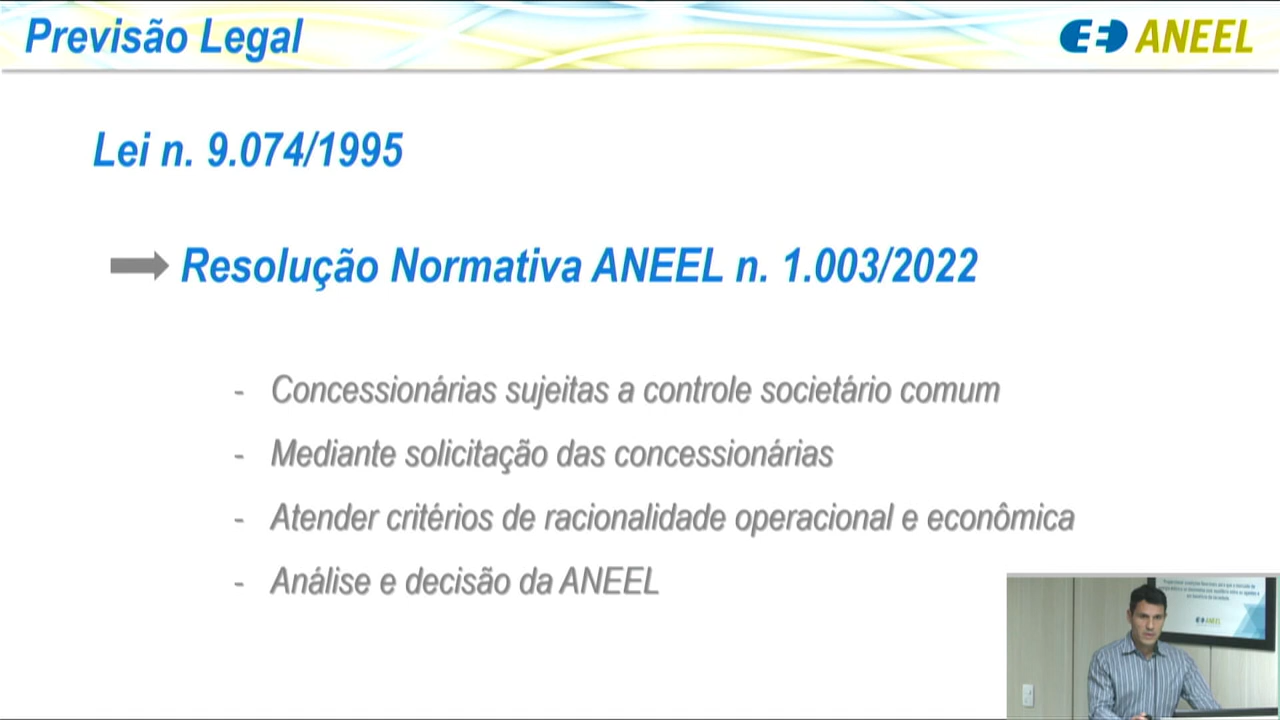 Previsão Legal
ANEEL
Lei n. 9.074/1995
Resolução Normativa ANEEL n. 1.003/2022
- Concessionárias sujeitas a controle societário comum
- Mediante solicitação das concessionárias
- Atender critérios de racionalidade operacional e econômica
- Análise e decisão da ANEEL
ANEEL